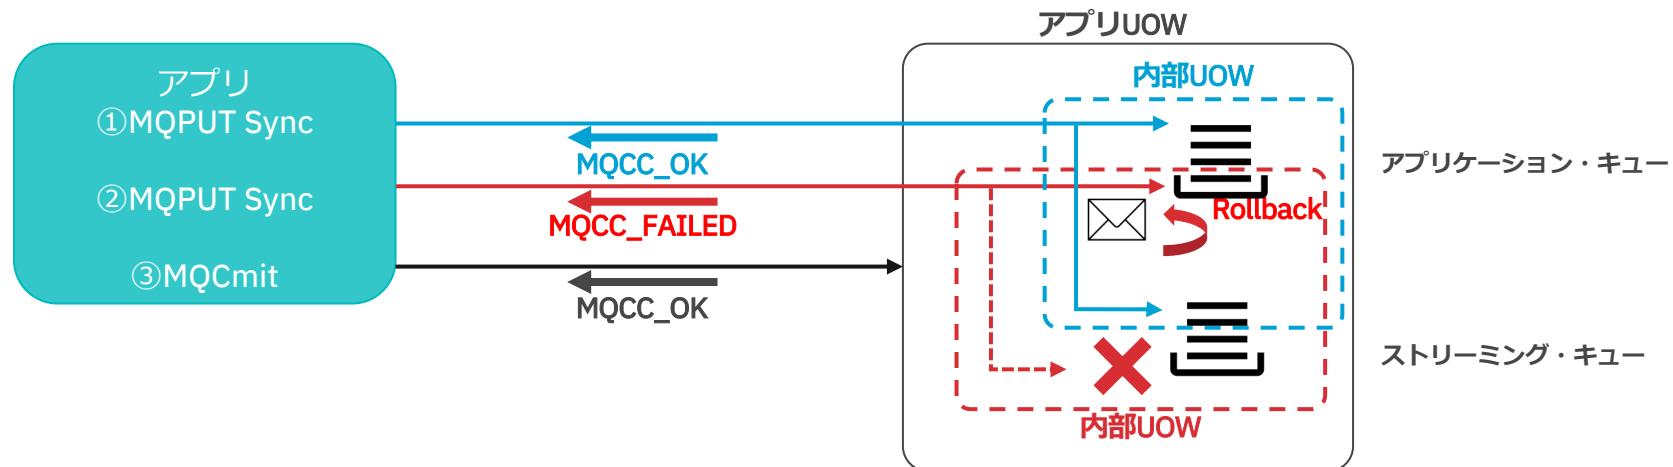 アプリUOW
アプリ
①MQPUT Sync
②MQPUT Sync
③MQCmit
MQCC_OK
MQCC_FAILED
MQCC_OK
内部UOW
Rollback
内部UOW
アプリケーション・キュー
ストリーミング・キュー